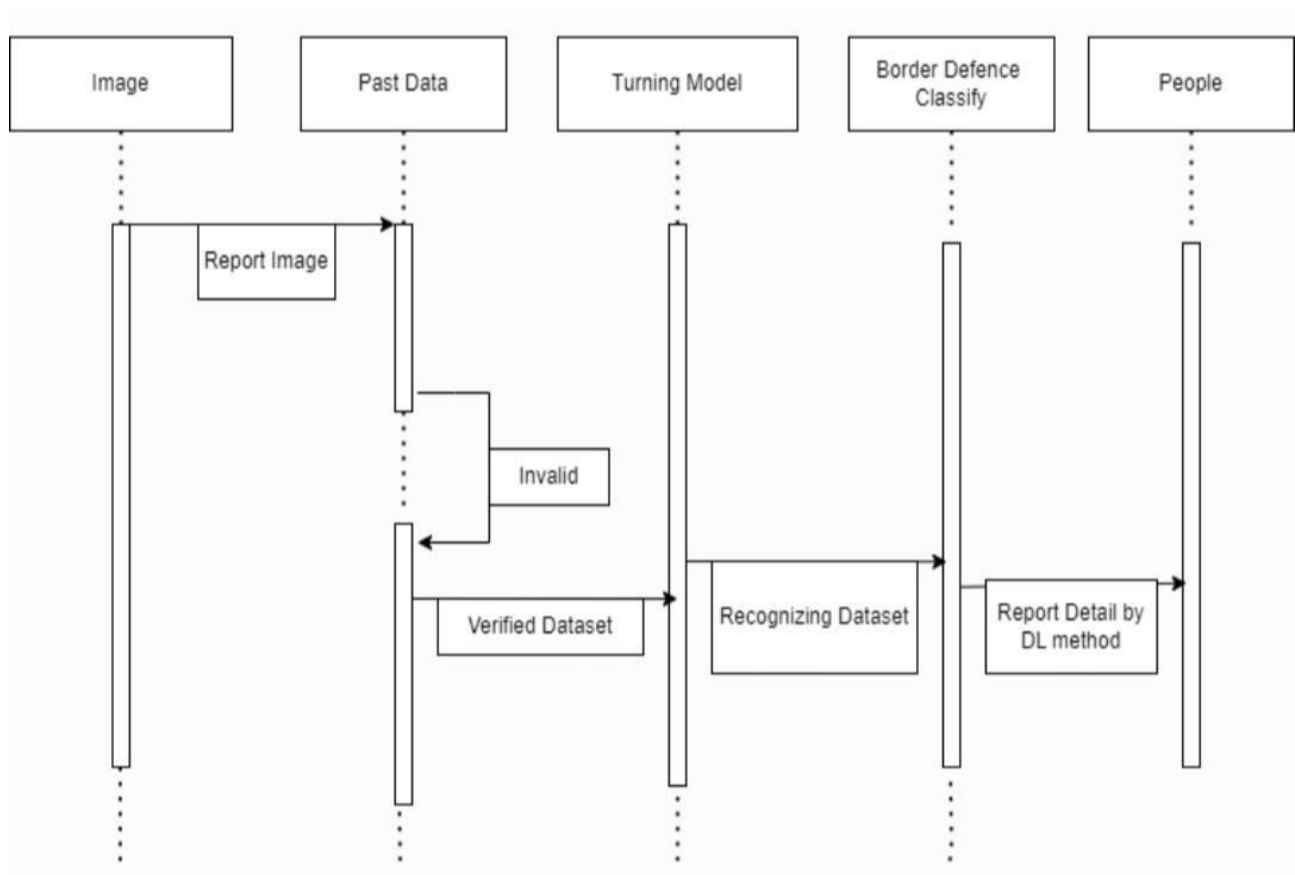 Image
Past Data
Turning Model
Border Defence
Classify
People
Report Image
Invalid
Verified Dataset
Recognizing Dataset
Report Detail by
DL method